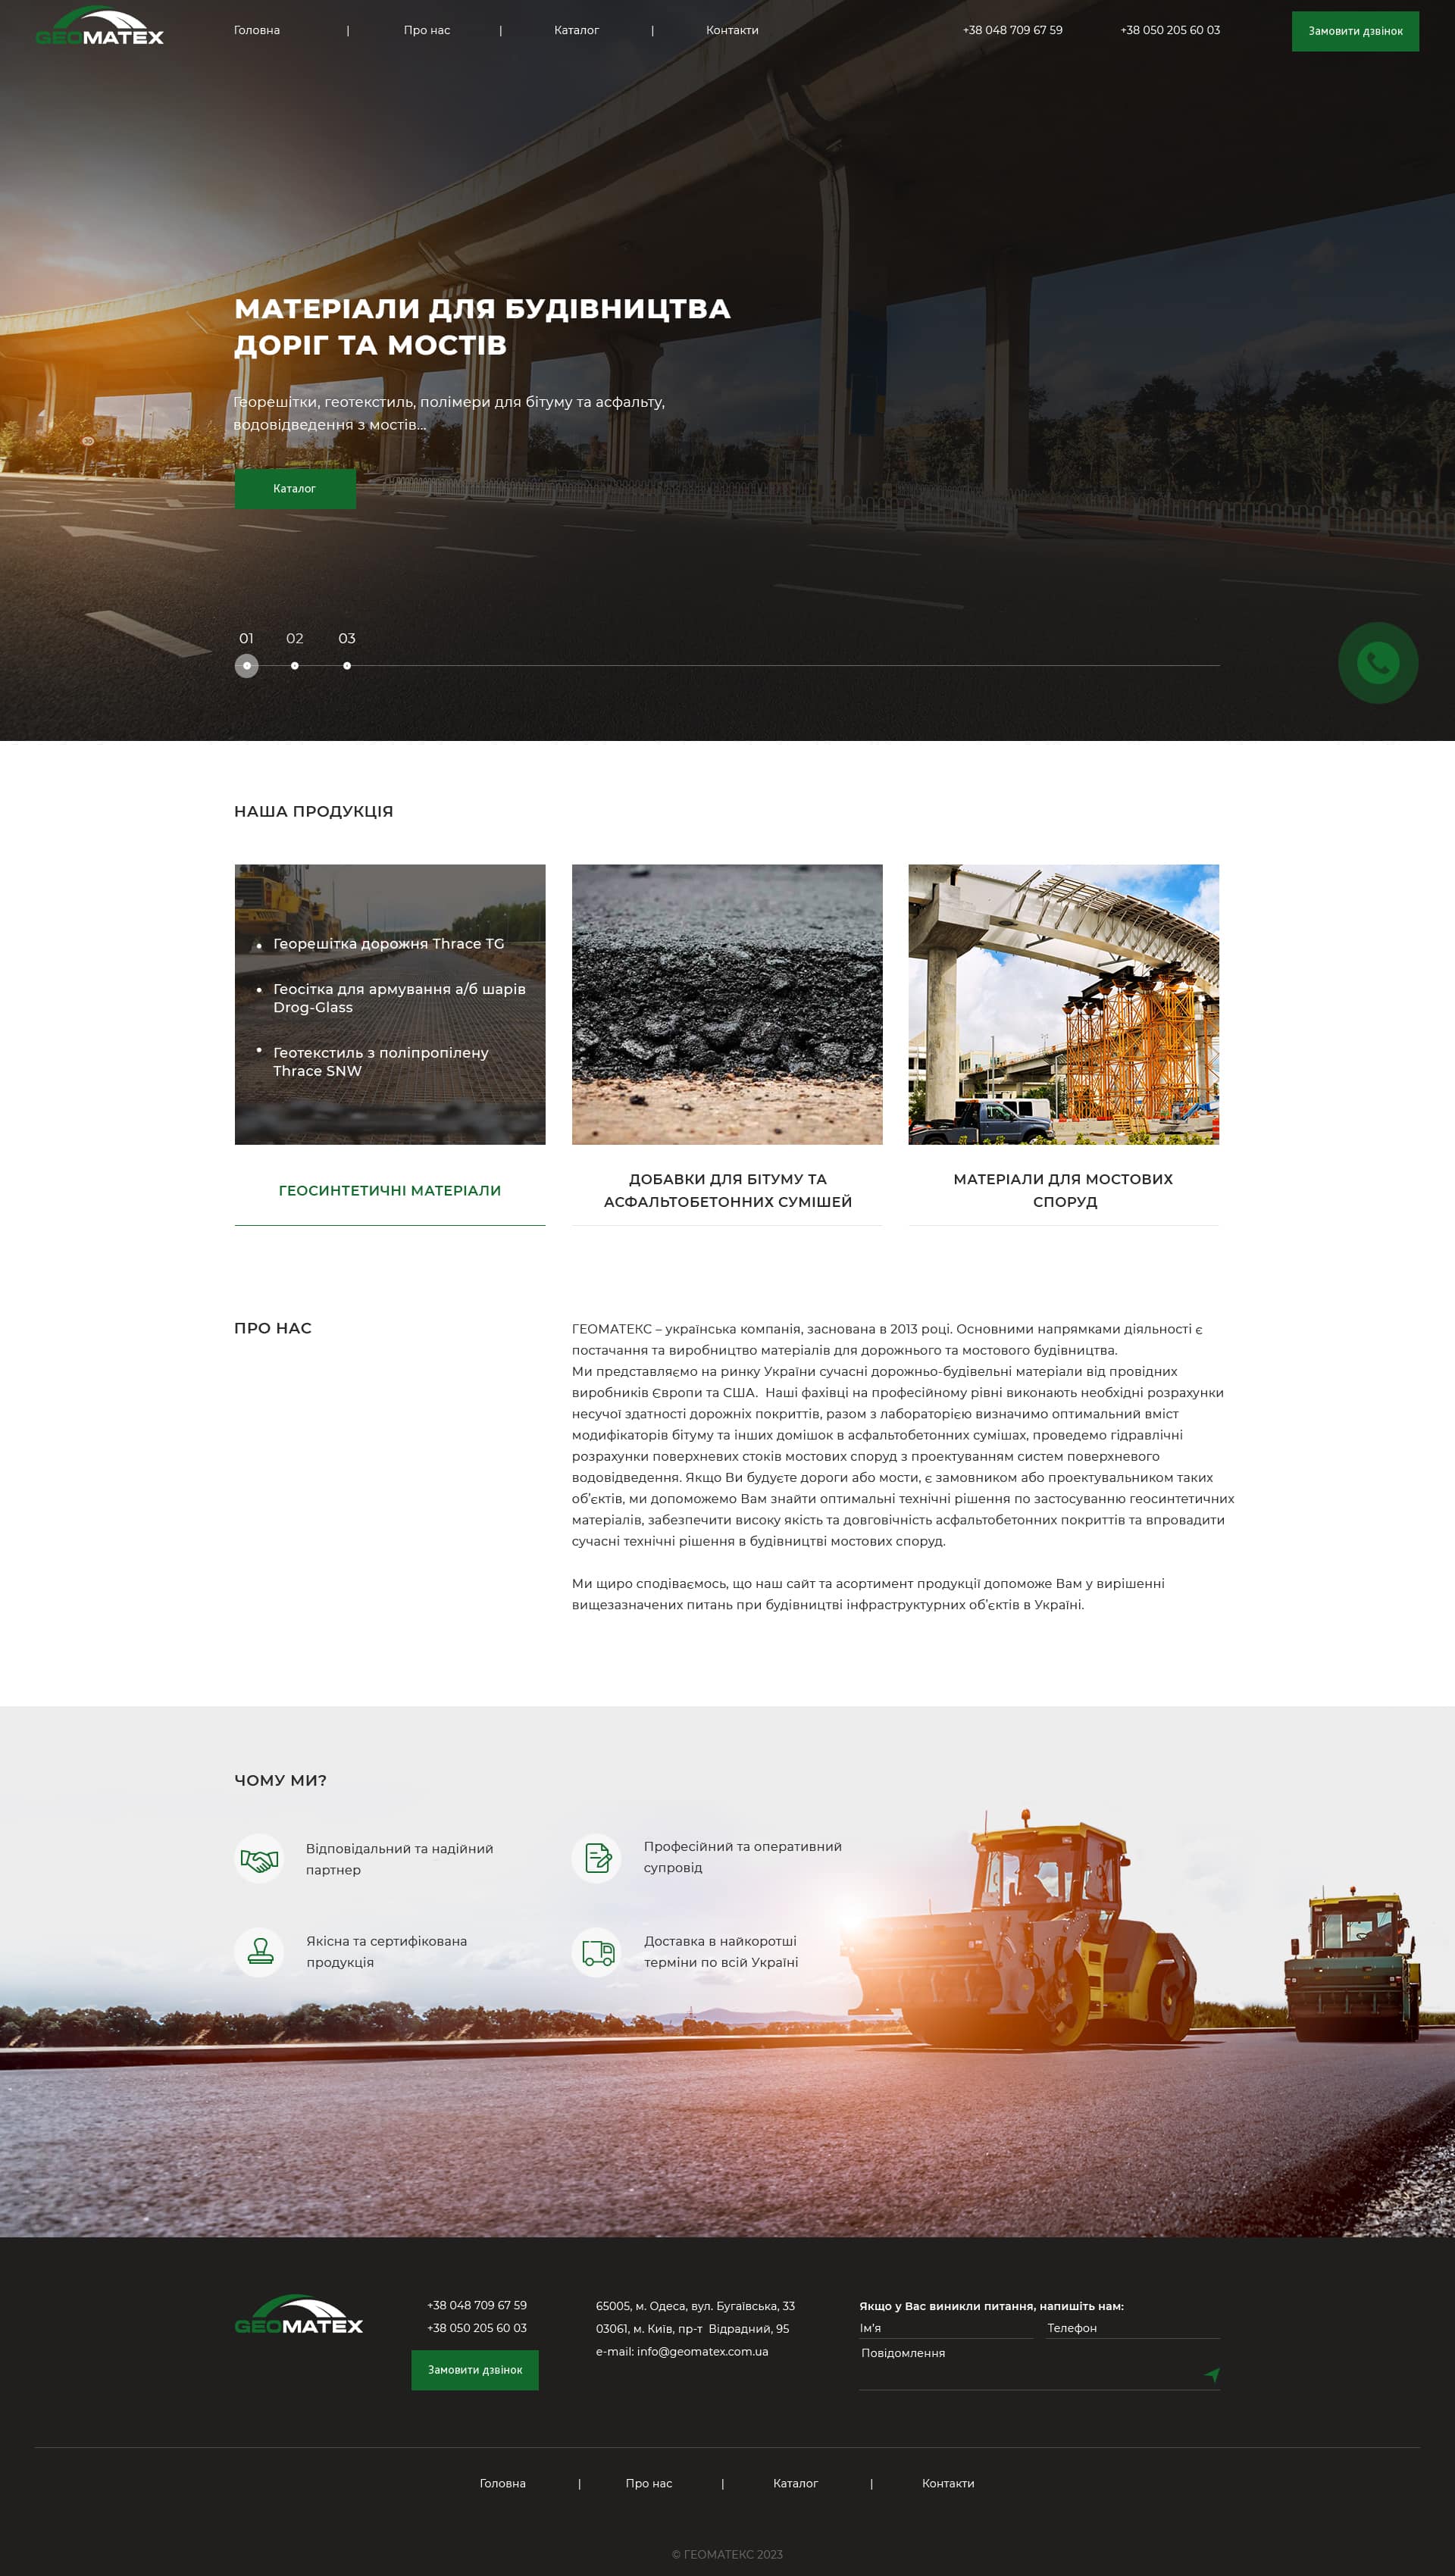 GEOMATEX
Головна | Про нас | Каталог | Контакти
+38 048 709 67 59 +38 050 205 60 03
Замовити дзвінок
МАТЕРІАЛИ ДЛЯ БУДІВНИЦТВА
ДОРІГ ТА МОСТІВ
Георешітки, геотекстиль, полімери для бітуму та асфальту,
водовідведення з мостів...
30
Каталог
01 02 03
НАША ПРОДУКЦІЯ
• Георешітка дорожня Thrace TG
• Геосітка для армування а/б шарів
Drog-Glass
• Геотекстиль з поліпропілену
Thrace SNW
ГЕОСИНТЕТИЧНІ МАТЕРІАЛИ
ДОБАВКИ ДЛЯ БІТУМУ ТА
АСФАЛЬТОБЕТОННИХ СУМІШЕЙ
МАТЕРІАЛИ ДЛЯ МОСТОВИХ
СПОРУД
ПРО НАС
ГЕОМАТЕКС – українська компанія, заснована в 2013 році. Основними напрямками діяльності є
постачання та виробництво матеріалів для дорожнього та мостового будівництва.
Ми представляємо на ринку України сучасні дорожньо-будівельні матеріали від провідних
виробників Європи та США. Наші фахівці на професійному рівні виконають необхідні розрахунки
несучої здатності дорожніх покриттів, разом з лабораторією визначимо оптимальний вміст
модифікаторів бітуму та інших домішок в асфальтобетонних сумішах, проведемо гідравлічні
розрахунки поверхневих стоків мостових споруд з проектуванням систем поверхневого
водовідведення. Якщо Ви будуєте дороги або мости, є замовником або проектувальником таких
об'єктів, ми допоможемо Вам знайти оптимальні технічні рішення по застосуванню геосинтетичних
матеріалів, забезпечити високу якість та довговічність асфальтобетонних покриттів та впровадити
сучасні технічні рішення в будівництві мостових споруд.
Ми щиро сподіваємось, що наш сайт та асортимент продукції допоможе Вам у вирішенні
вищезазначених питань при будівництві інфраструктурних об'єктів в Україні.
ЧОМУ МИ?
Відповідальний та надійний
партнер
Професійний та оперативний
супровід
Якісна та сертифікована
продукція
Доставка в найкоротші
терміни по всій Україні
GEOMATEX
+38 048 709 67 59
+38 050 205 60 03
Замовити дзвінок
65005, м. Одеса, вул. Бугаївська, 33
03061, м. Київ, пр-т Відрадний, 95
e-mail: info@geomatex.com.ua
Якщо у Вас виникли питання, напишіть нам:
Ім'я Телефон
Повідомлення
Головна | Про нас | Каталог | Контакти
© ГЕОМАТЕКС 2023